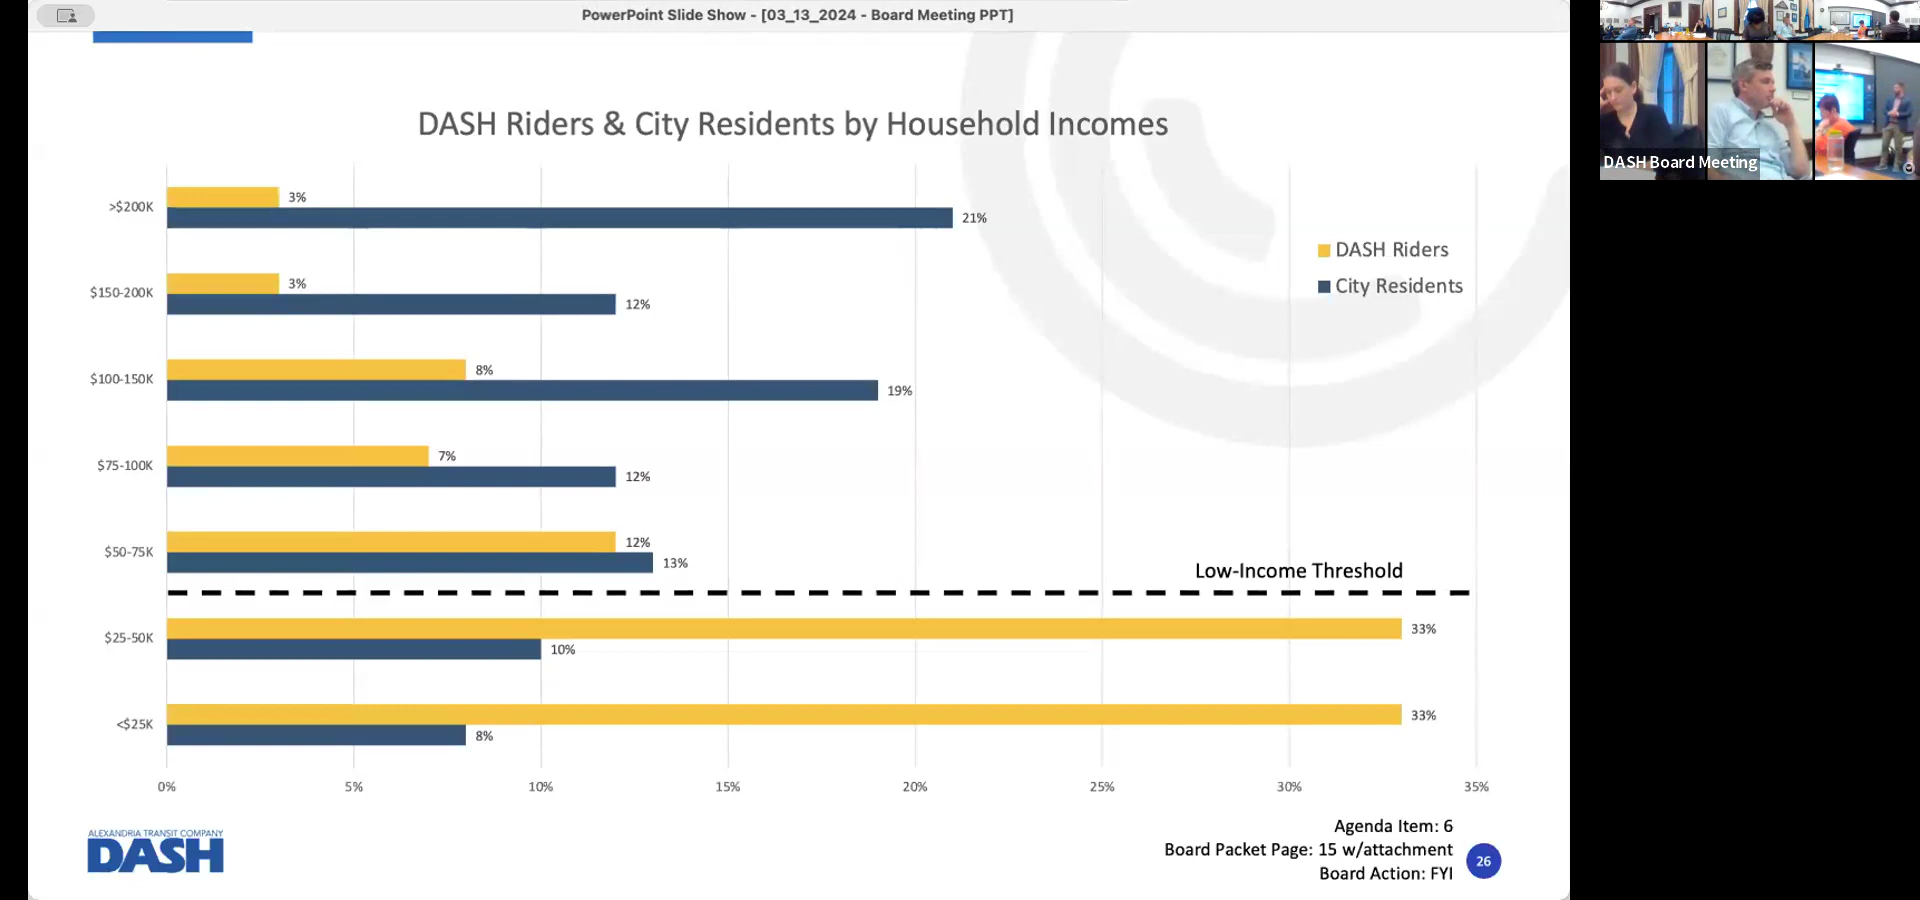 PowerPoint Slide Show - [03_13_2024 - Board Meeting PPT]
DASH Riders & City Residents by Household Incomes
>$200K
3%
21%
$150-200K
3%
12%
$100-150K
8%
19%
$75-100K
7%
12%
$50-75K
12%
13%
Low-Income Threshold
$25-50K
33%
10%
<$25K
33%
8%
0% 5% 10% 15% 20% 25% 30% 35%
DASH Riders
City Residents
ALEXANDRIA TRANSIT COMPANY
DASH
Agenda Item: 6
Board Packet Page: 15 w/attachment
Board Action: FYI
26
DASH Board Meeting